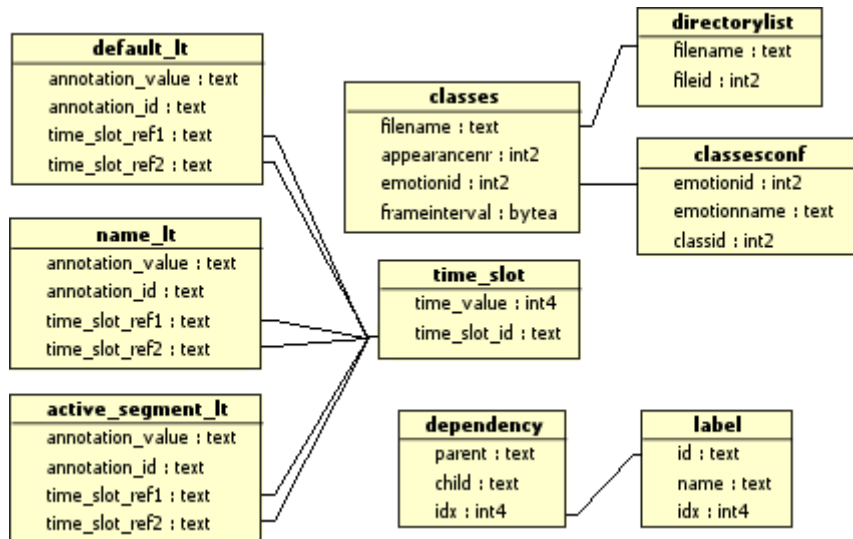 default_lt
annotation_value : text
annotation_id : text
time_slot_ref1 : text
time_slot_ref2 : text
name_lt
annotation_value : text
annotation_id : text
time_slot_ref1 : text
time_slot_ref2 : text
active_segment_lt
annotation_value : text
annotation_id : text
time_slot_ref1 : text
time_slot_ref2 : text
classes
filename : text
appearancenr : int2
emotionid : int2
frameinterval : bytea
time_slot
time_value : int4
time_slot_id : text
dependency
parent : text
child : text
idx : int4
directorylist
filename : text
fileid : int2
classesconf
emotionid : int2
emotionname : text
classid : int2
label
id : text
name : text
idx : int4